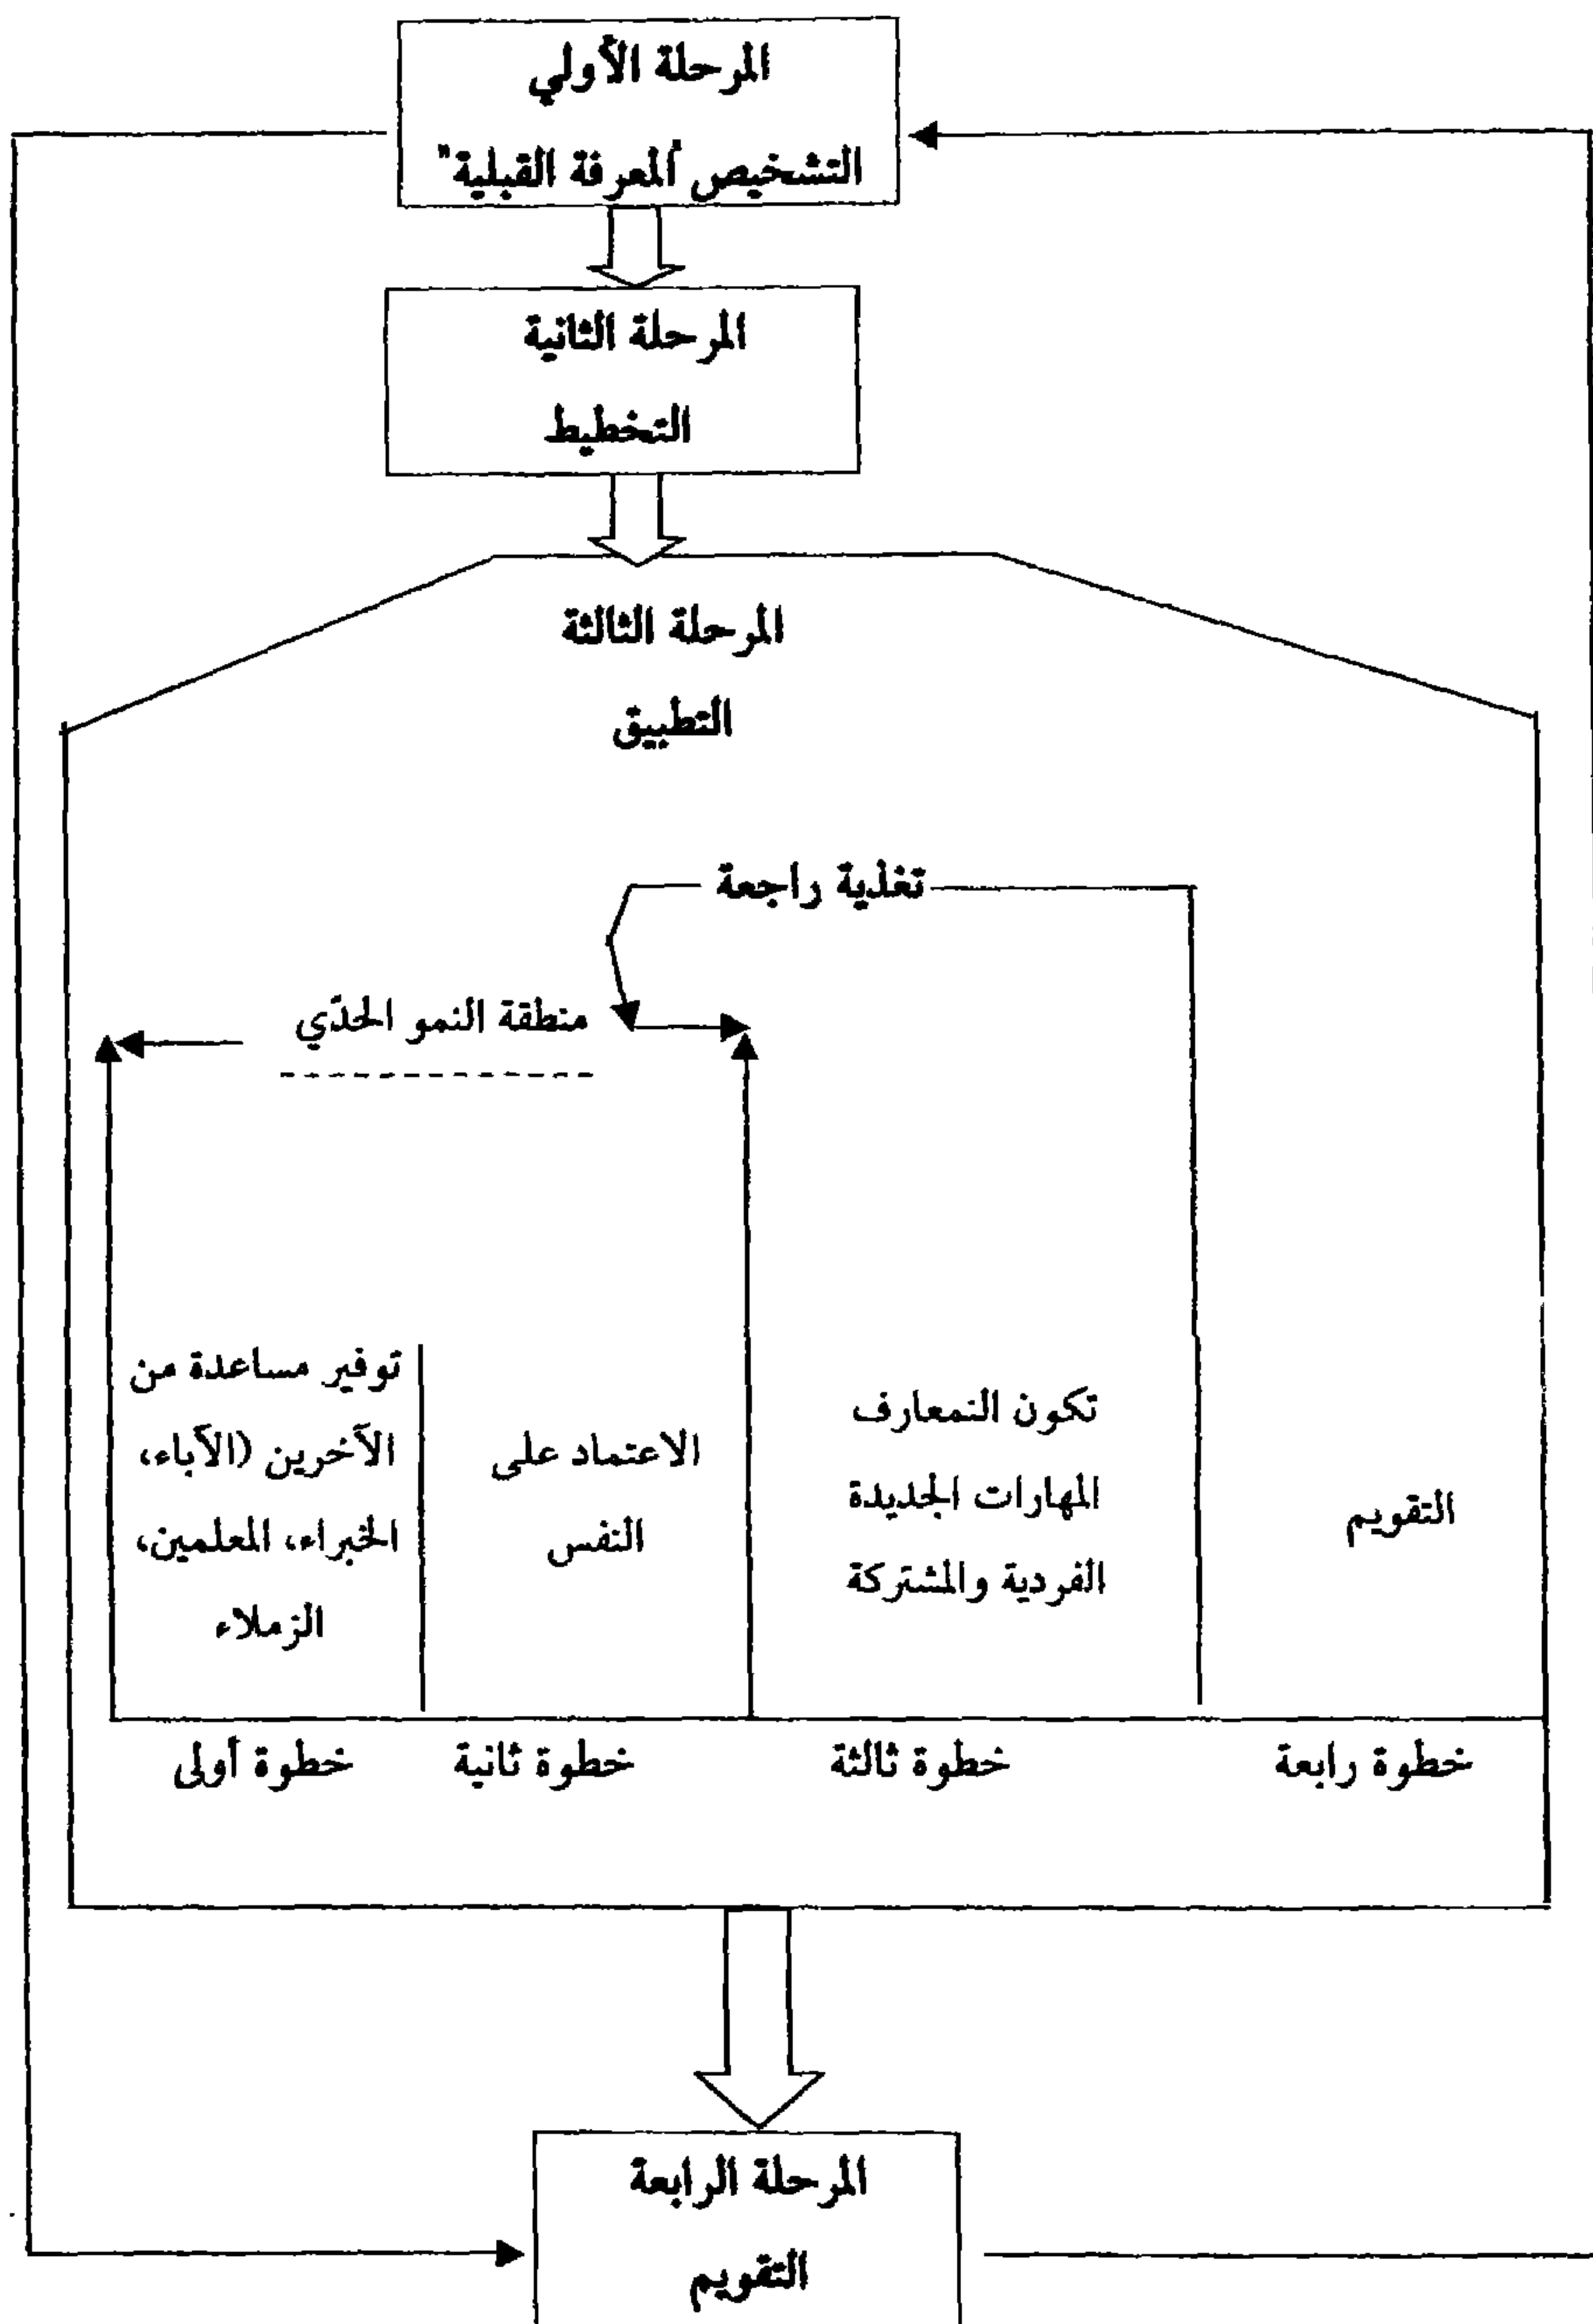 المرحلة الأولي
التشخيص "المعرفة القبلية"
المرحلة الثانية
التخطيط
المرحلة الثالثة
التطبيق
تغذية راجعة
منطقة النمو الحدّي
توفير مساعدة من
الآخرين (الآباء،
الخبراء، المعلمين،
الزملاء
الاعتماد على
النفس
تكون النمعارف
المهارات الجديدة
الفردية والمشتركة
التقويم
خطوة أولى
خطوة ثانية
خطوة ثالثة
خطوة رابعة
المرحلة الرابعة
التقويم